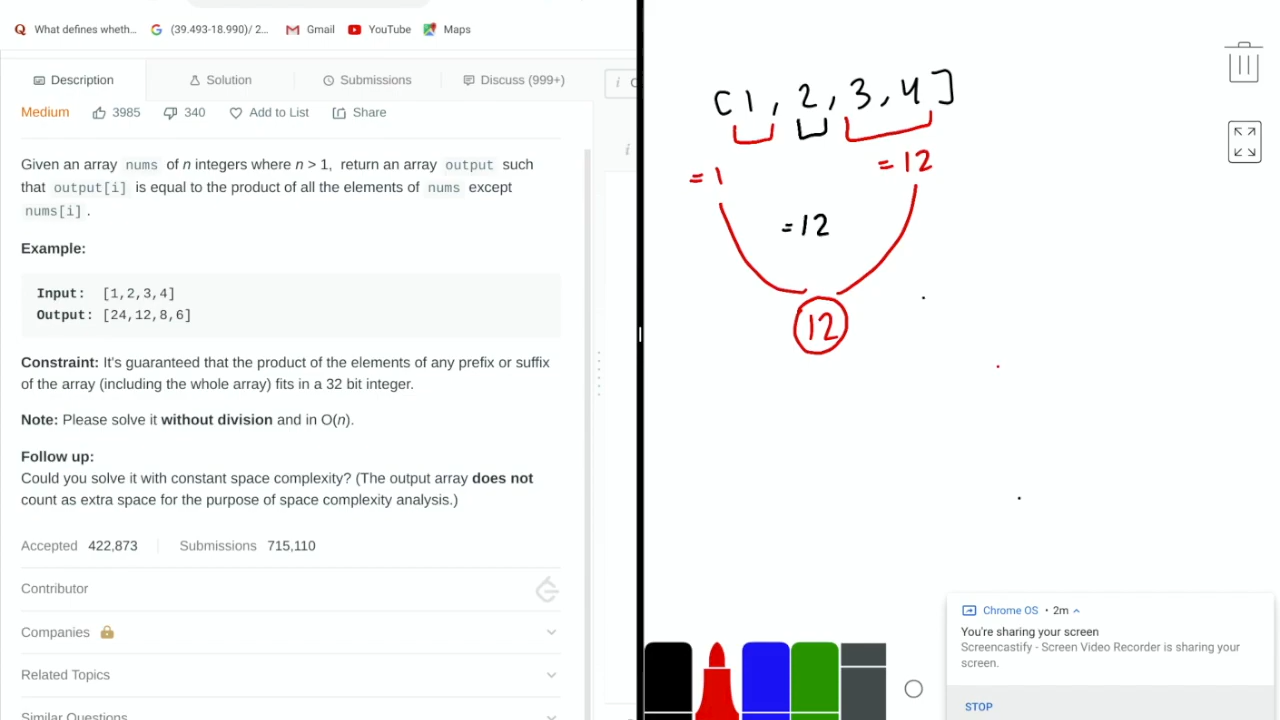 What defines wheth... (39.493-18.990)/ 2... Gmail YouTube Maps
Description Solution Submissions Discuss (999+) i
Medium 3985 340 Add to List Share
i
Given an array nums of n integers where n > 1, return an array output such
that output[i] is equal to the product of all the elements of nums except
nums[i] .
Example:
Input: [1,2,3,4]
Output: [24,12,8,6]
Constraint: It's guaranteed that the product of the elements of any prefix or suffix
of the array (including the whole array) fits in a 32 bit integer.
Note: Please solve it without division and in O(n).
Follow up:
Could you solve it with constant space complexity? (The output array does not
count as extra space for the purpose of space complexity analysis.)
Accepted 422,873 Submissions 715,110
Contributor
Companies
Related Topics
Similar Questions
[1, 2, 3, 4]
= 1
= 12
= 12
12
Chrome OS • 2m
You're sharing your screen
Screencastify - Screen Video Recorder is sharing your
screen.
STOP